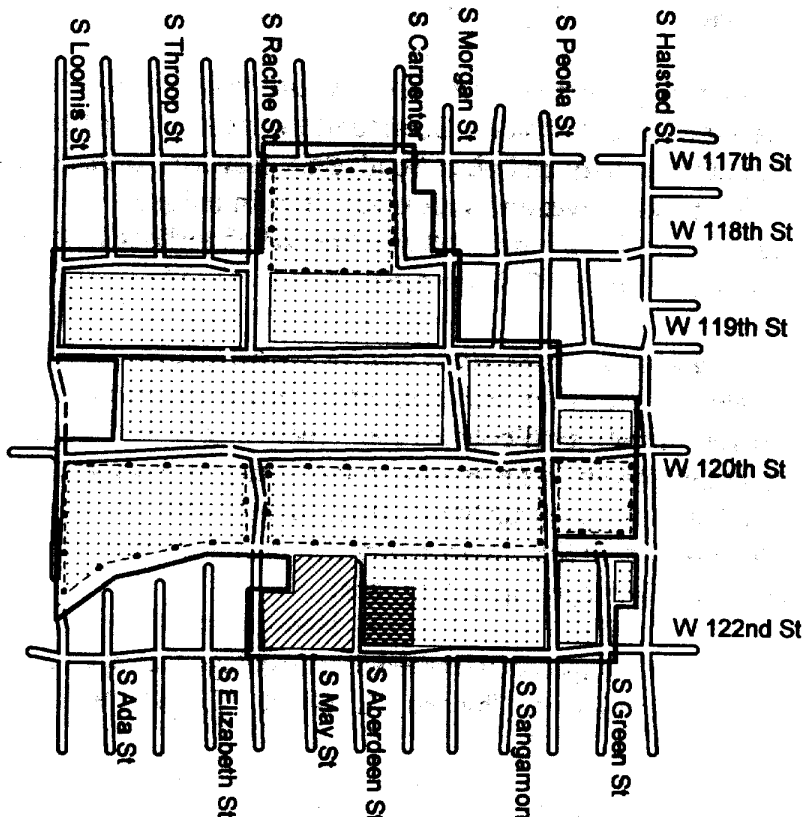 S Loomis St
S Throop St
S Racine St
S Carpenter
S Morgan St
S Peoria St
S Halsted St
W 117th St
W 118th St
W 119th St
W 120th St
W 122nd St
S Ada St
S Elizabeth St
S May St
S Aberdeen St
S Sangamon
S Green St